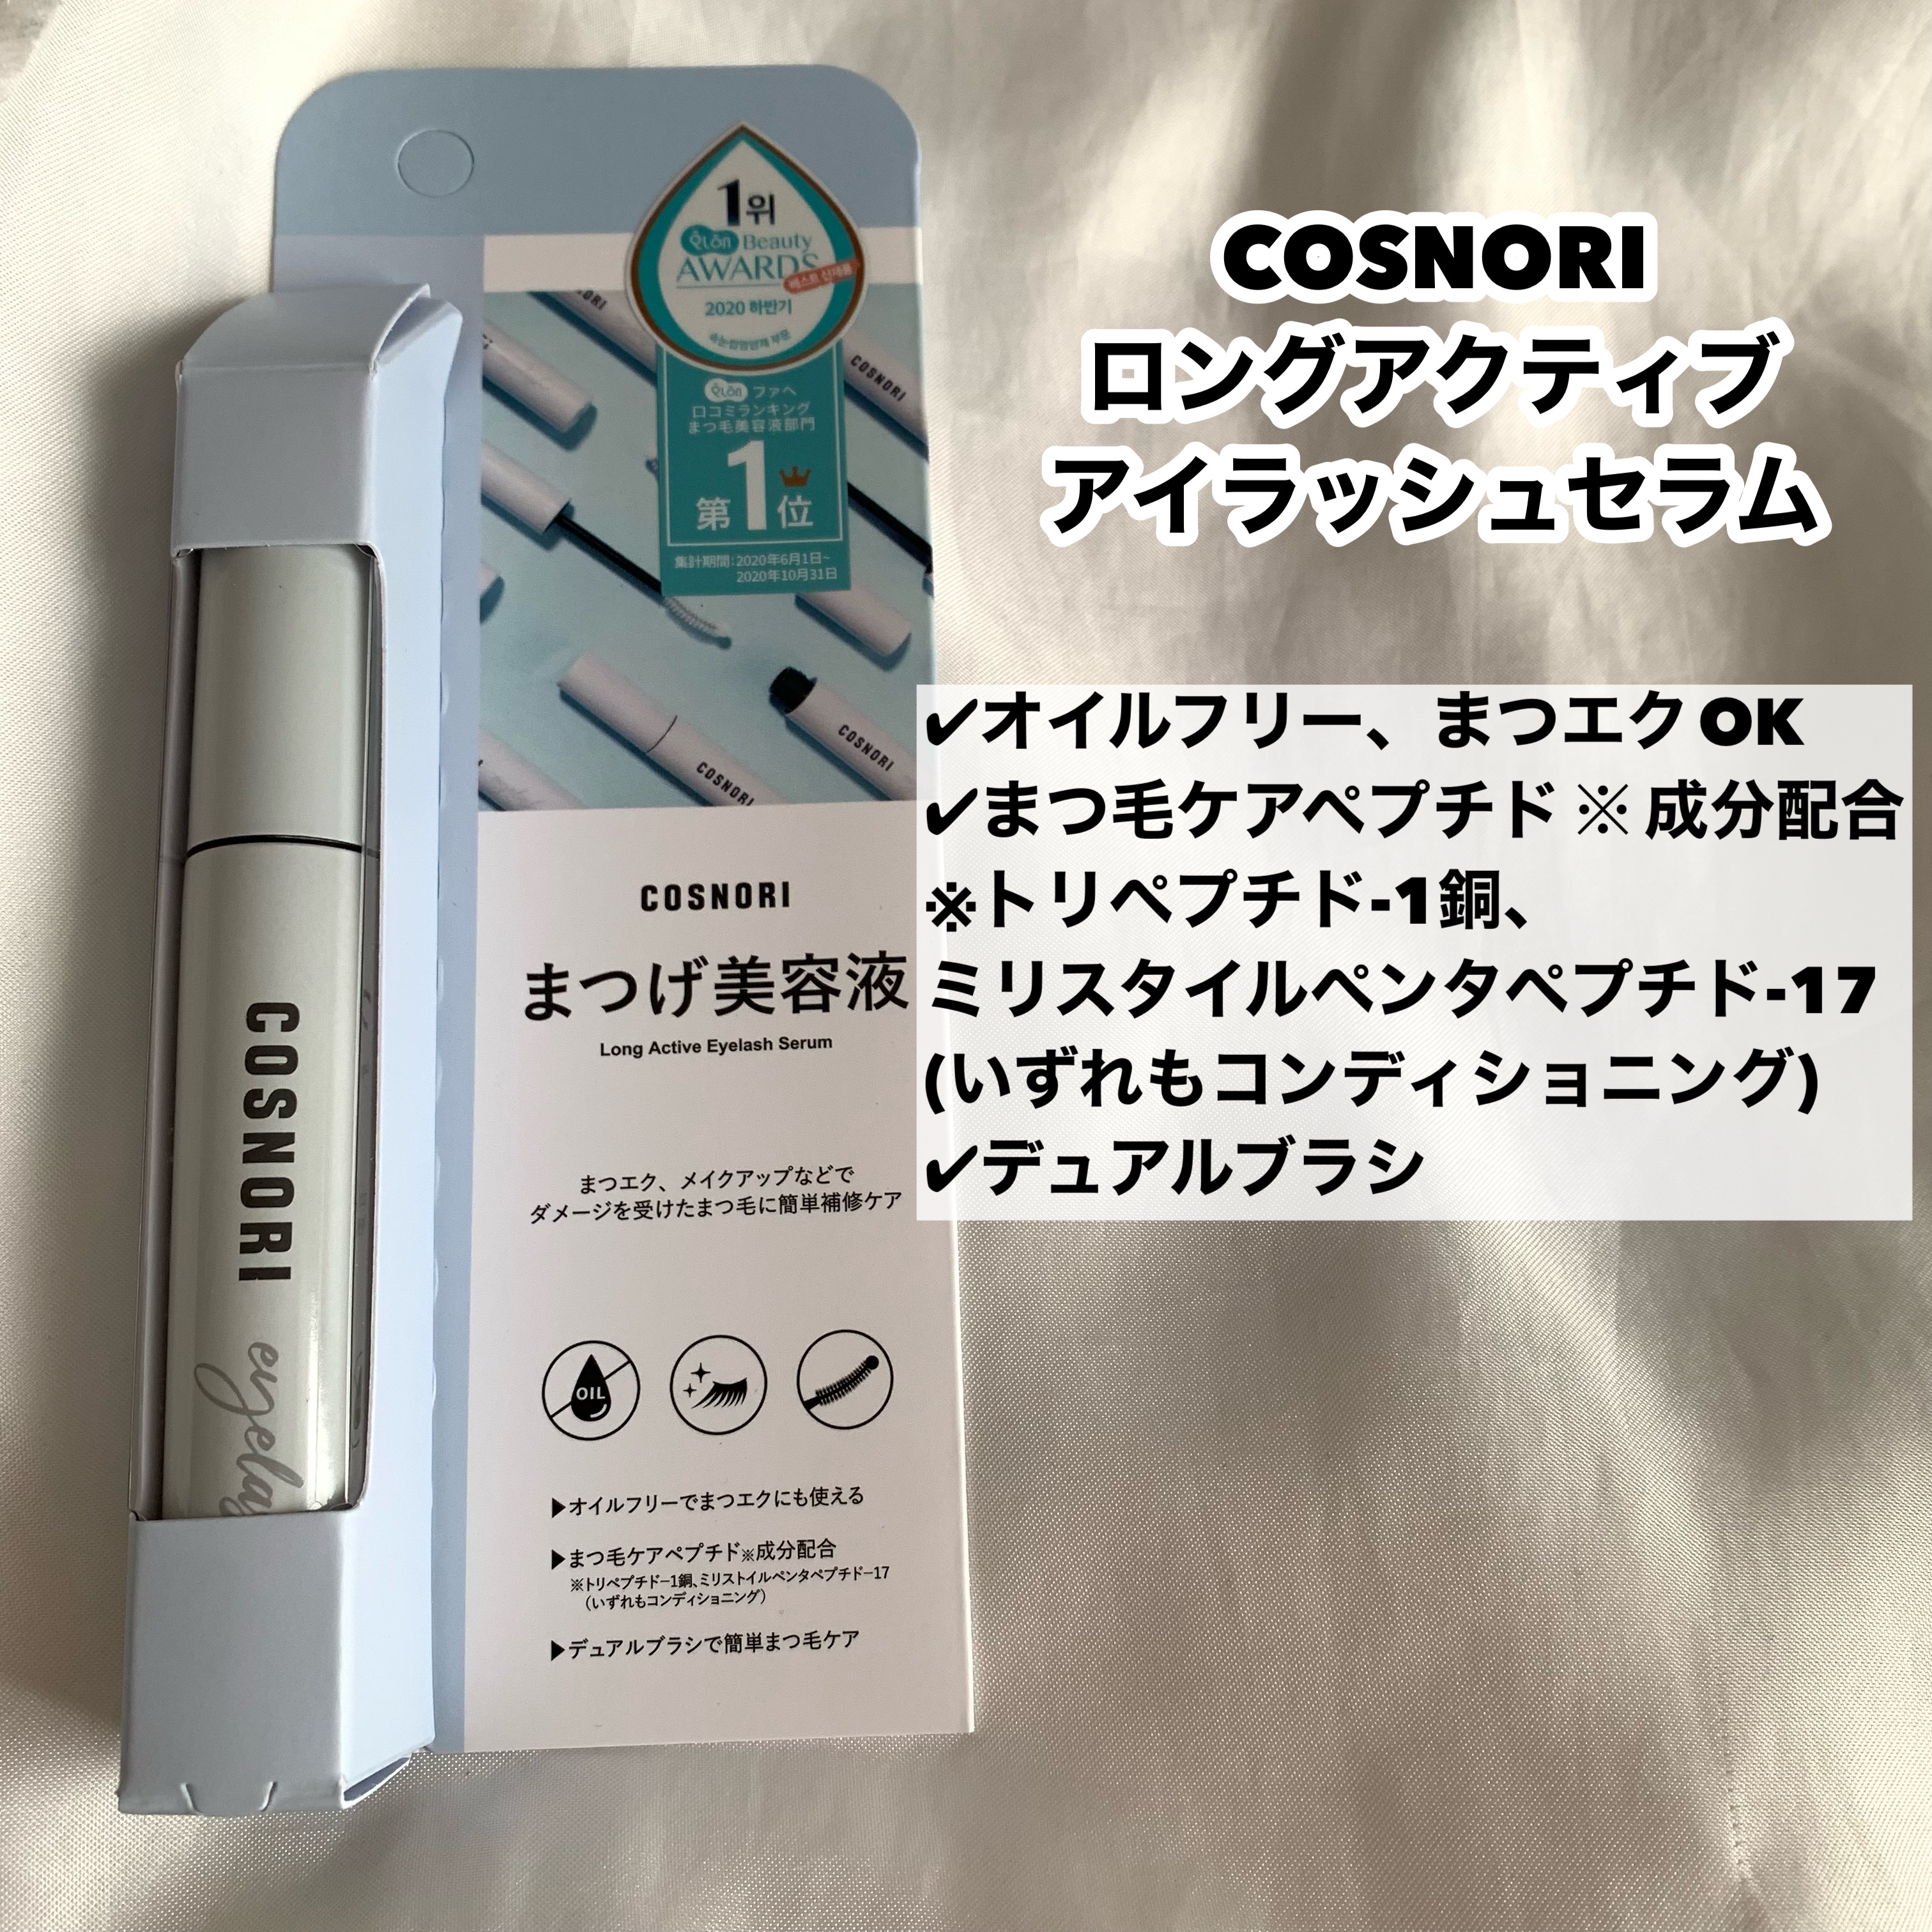 COSNORI
ロングアクティブ
アイラッシュセラム
✔オイルフリー、まつエクOK
✔まつ毛ケアペプチド※成分配合
※トリペプチド-1銅、
ミリスタイルペンタペプチド-17
(いずれもコンディショニング)
✔デュアルブラシ
1위
Qlon Beauty
AWARDS
베스트 신제품
2020 하반기
Qlon ファヘ
口コミランキング
まつ毛美容液部門
第1位
集計期間:2020年6月1日~
2020年10月31日
COSNORI
COSNORI
COSNORI
COSNORI
まつげ美容液
Long Active Eyelash Serum
まつエク、メイクアップなどで
ダメージを受けたまつ毛に簡単補修ケア
OIL
▶オイルフリーでまつエクにも使える
▶まつ毛ケアペプチド※成分配合
※トリペプチド−1銅、ミリストイルペンタペプチド−17
(いずれもコンディショニング)
▶デュアルブラシで簡単まつ毛ケア
COSNORI